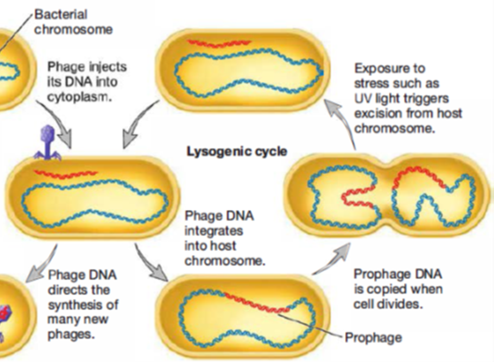 Bacterial
chromosome
Phage injects
its DNA into
cytoplasm.
Exposure to
stress such as
UV light triggers
excision from host
chromosome.
Lysogenic cycle
Phage DNA
integrates
into host
chromosome.
Phage DNA
directs the
synthesis of
many new
phages.
Prophage DNA
is copied when
cell divides.
Prophage